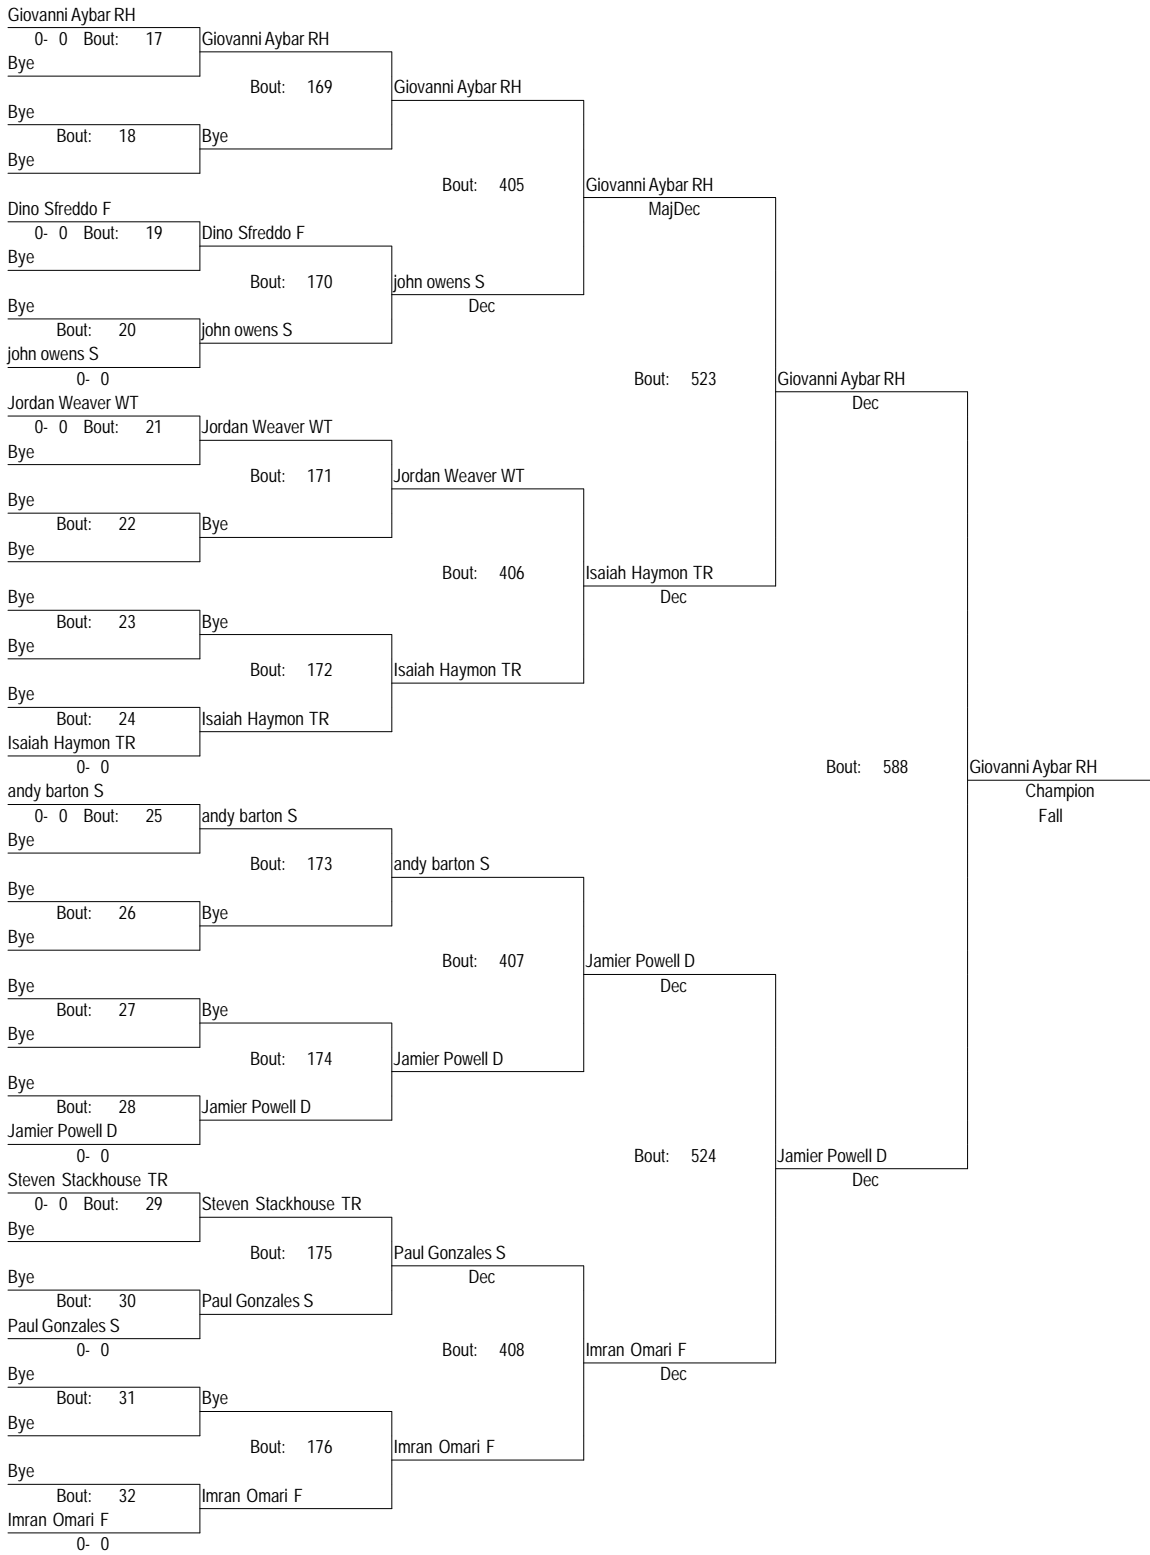 Giovanni Aybar RH
0- 0 Bout: 17 Giovanni Aybar RH
Bye
Bout: 169 Giovanni Aybar RH
Bye
Bout: 18 Bye
Bye
Bout: 405 Giovanni Aybar RH
Dino Sfreddo F MajDec
0- 0 Bout: 19 Dino Sfreddo F
Bye
Bout: 170 john owens S
Bye Dec
Bout: 20 john owens S
john owens S
0- 0 Bout: 523 Giovanni Aybar RH
Jordan Weaver WT Dec
0- 0 Bout: 21 Jordan Weaver WT
Bye
Bout: 171 Jordan Weaver WT
Bye
Bout: 22 Bye
Bye
Bout: 406 Isaiah Haymon TR
Bye Dec
Bout: 23 Bye
Bye
Bout: 172 Isaiah Haymon TR
Bye
Bout: 24 Isaiah Haymon TR
Isaiah Haymon TR
0- 0 Bout: 588 Giovanni Aybar RH
andy barton S Champion
0- 0 Bout: 25 andy barton S Fall
Bye
Bout: 173 andy barton S
Bye
Bout: 26 Bye
Bye
Bout: 407 Jamier Powell D
Bye Dec
Bout: 27 Bye
Bye
Bout: 174 Jamier Powell D
Bye
Bout: 28 Jamier Powell D
Jamier Powell D
0- 0 Bout: 524 Jamier Powell D
Steven Stackhouse TR Dec
0- 0 Bout: 29 Steven Stackhouse TR
Bye
Bout: 175 Paul Gonzales S
Bye Dec
Bout: 30 Paul Gonzales S
Paul Gonzales S
0- 0 Bout: 408 Imran Omari F
Bye Dec
Bout: 31 Bye
Bye
Bout: 176 Imran Omari F
Bye
Bout: 32 Imran Omari F
Imran Omari F
0- 0